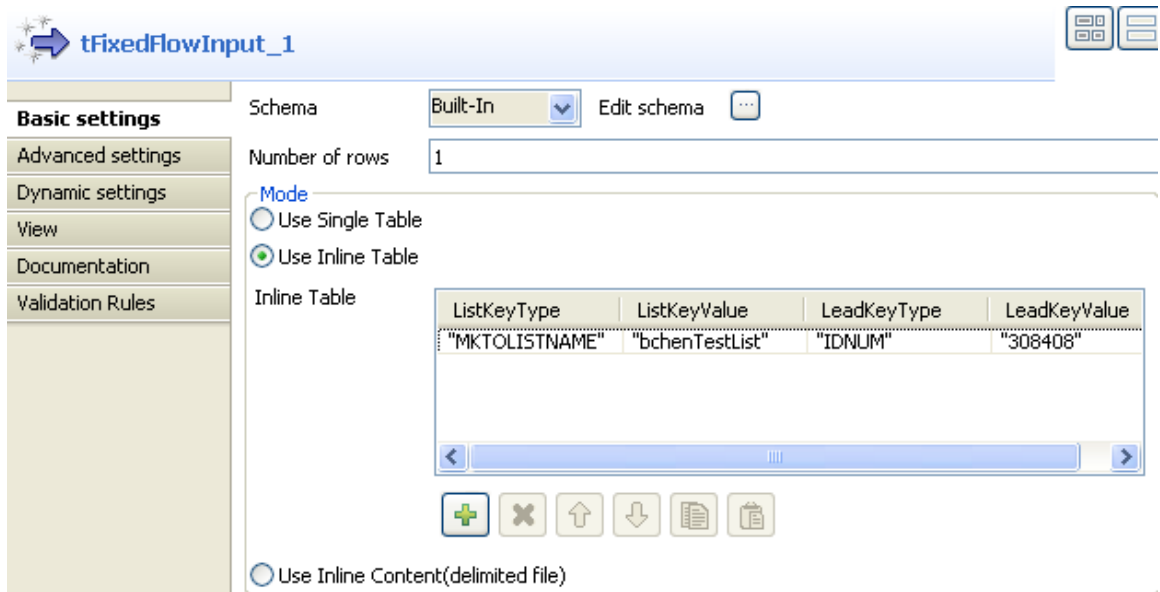 tFixedFlowInput_1
Basic settings
Advanced settings
Dynamic settings
View
Documentation
Validation Rules
Schema Built-In Edit schema ...
Number of rows 1
Mode
Use Single Table
Use Inline Table
Inline Table
ListKeyType ListKeyValue LeadKeyType LeadKeyValue
"MKTOLISTNAME" "bchenTestList" "IDNUM" "308408"
Use Inline Content(delimited file)